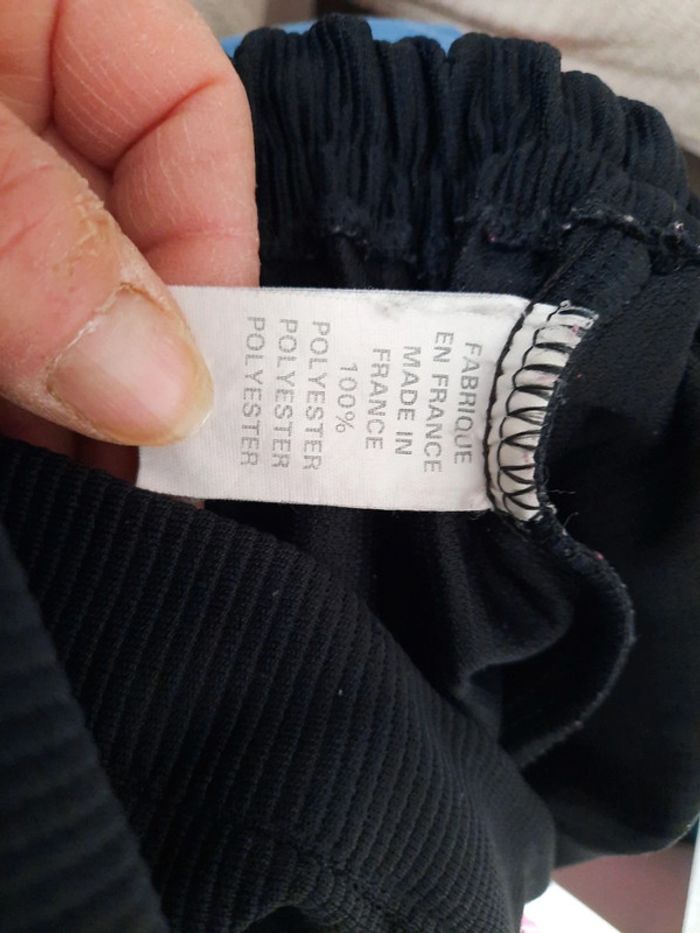 FABRIQUE
EN FRANCE
MADE IN
FRANCE
100%
POLYESTER
POLYESTER
POLYESTER